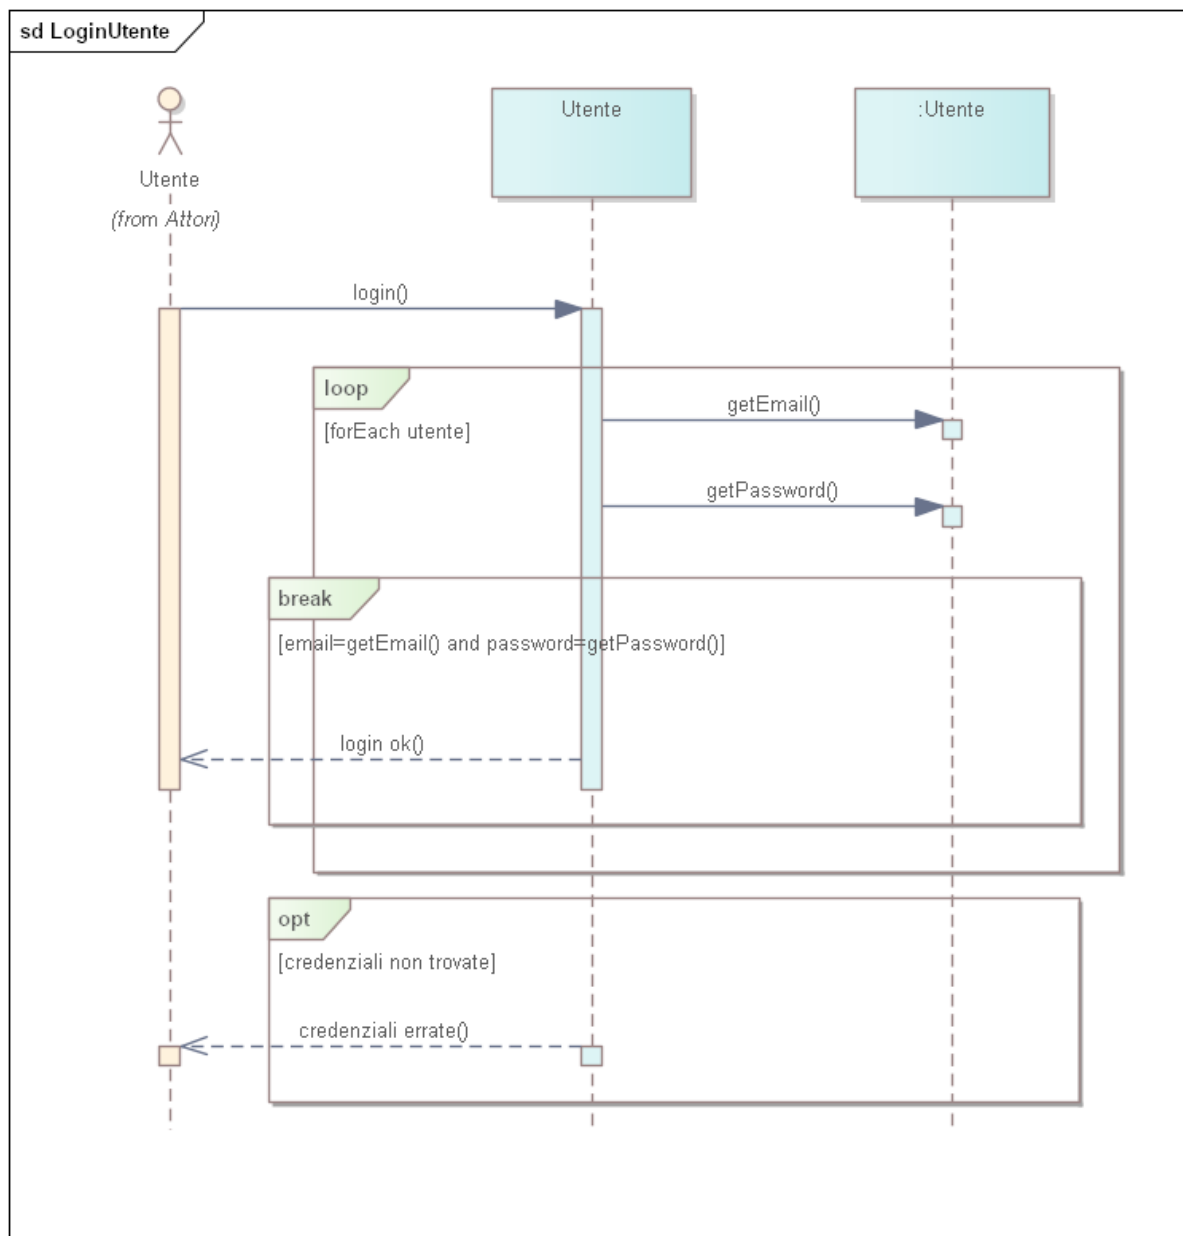 sd LoginUtente
Utente
(from Attori)
Utente
:Utente
login()
loop
[forEach utente]
getEmail()
getPassword()
break
[email=getEmail() and password=getPassword()]
login ok()
opt
[credenziali non trovate]
credenziali errate()